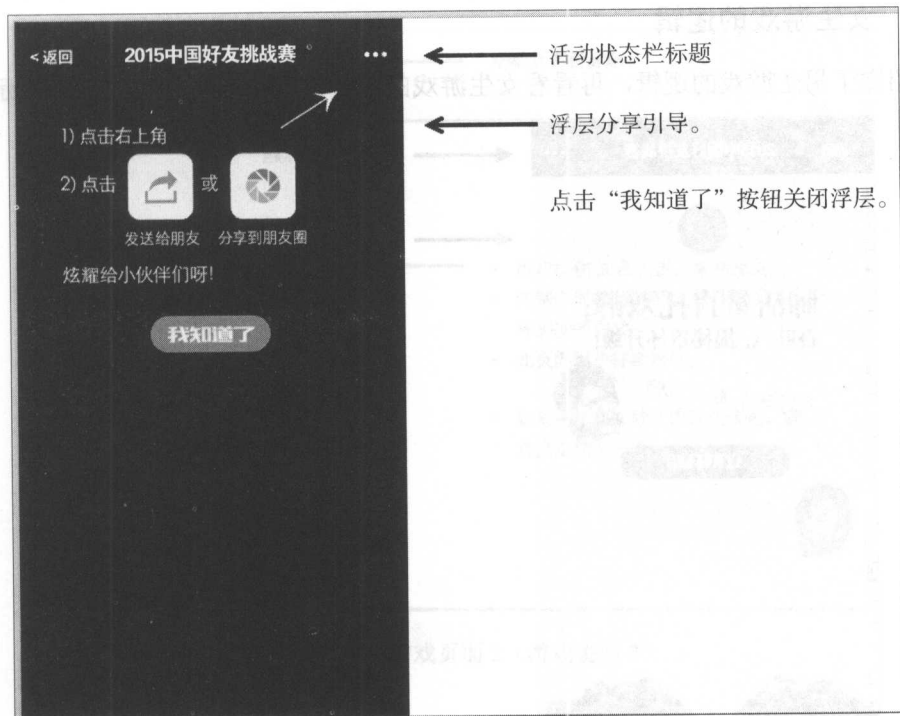 <返回 2015中国好友挑战赛 •••
1) 点击右上角
2) 点击 或
发送给朋友 分享到朋友圈
炫耀给小伙伴们呀!
我知道了
活动状态栏标题
浮层分享引导。
点击“我知道了”按钮关闭浮层。